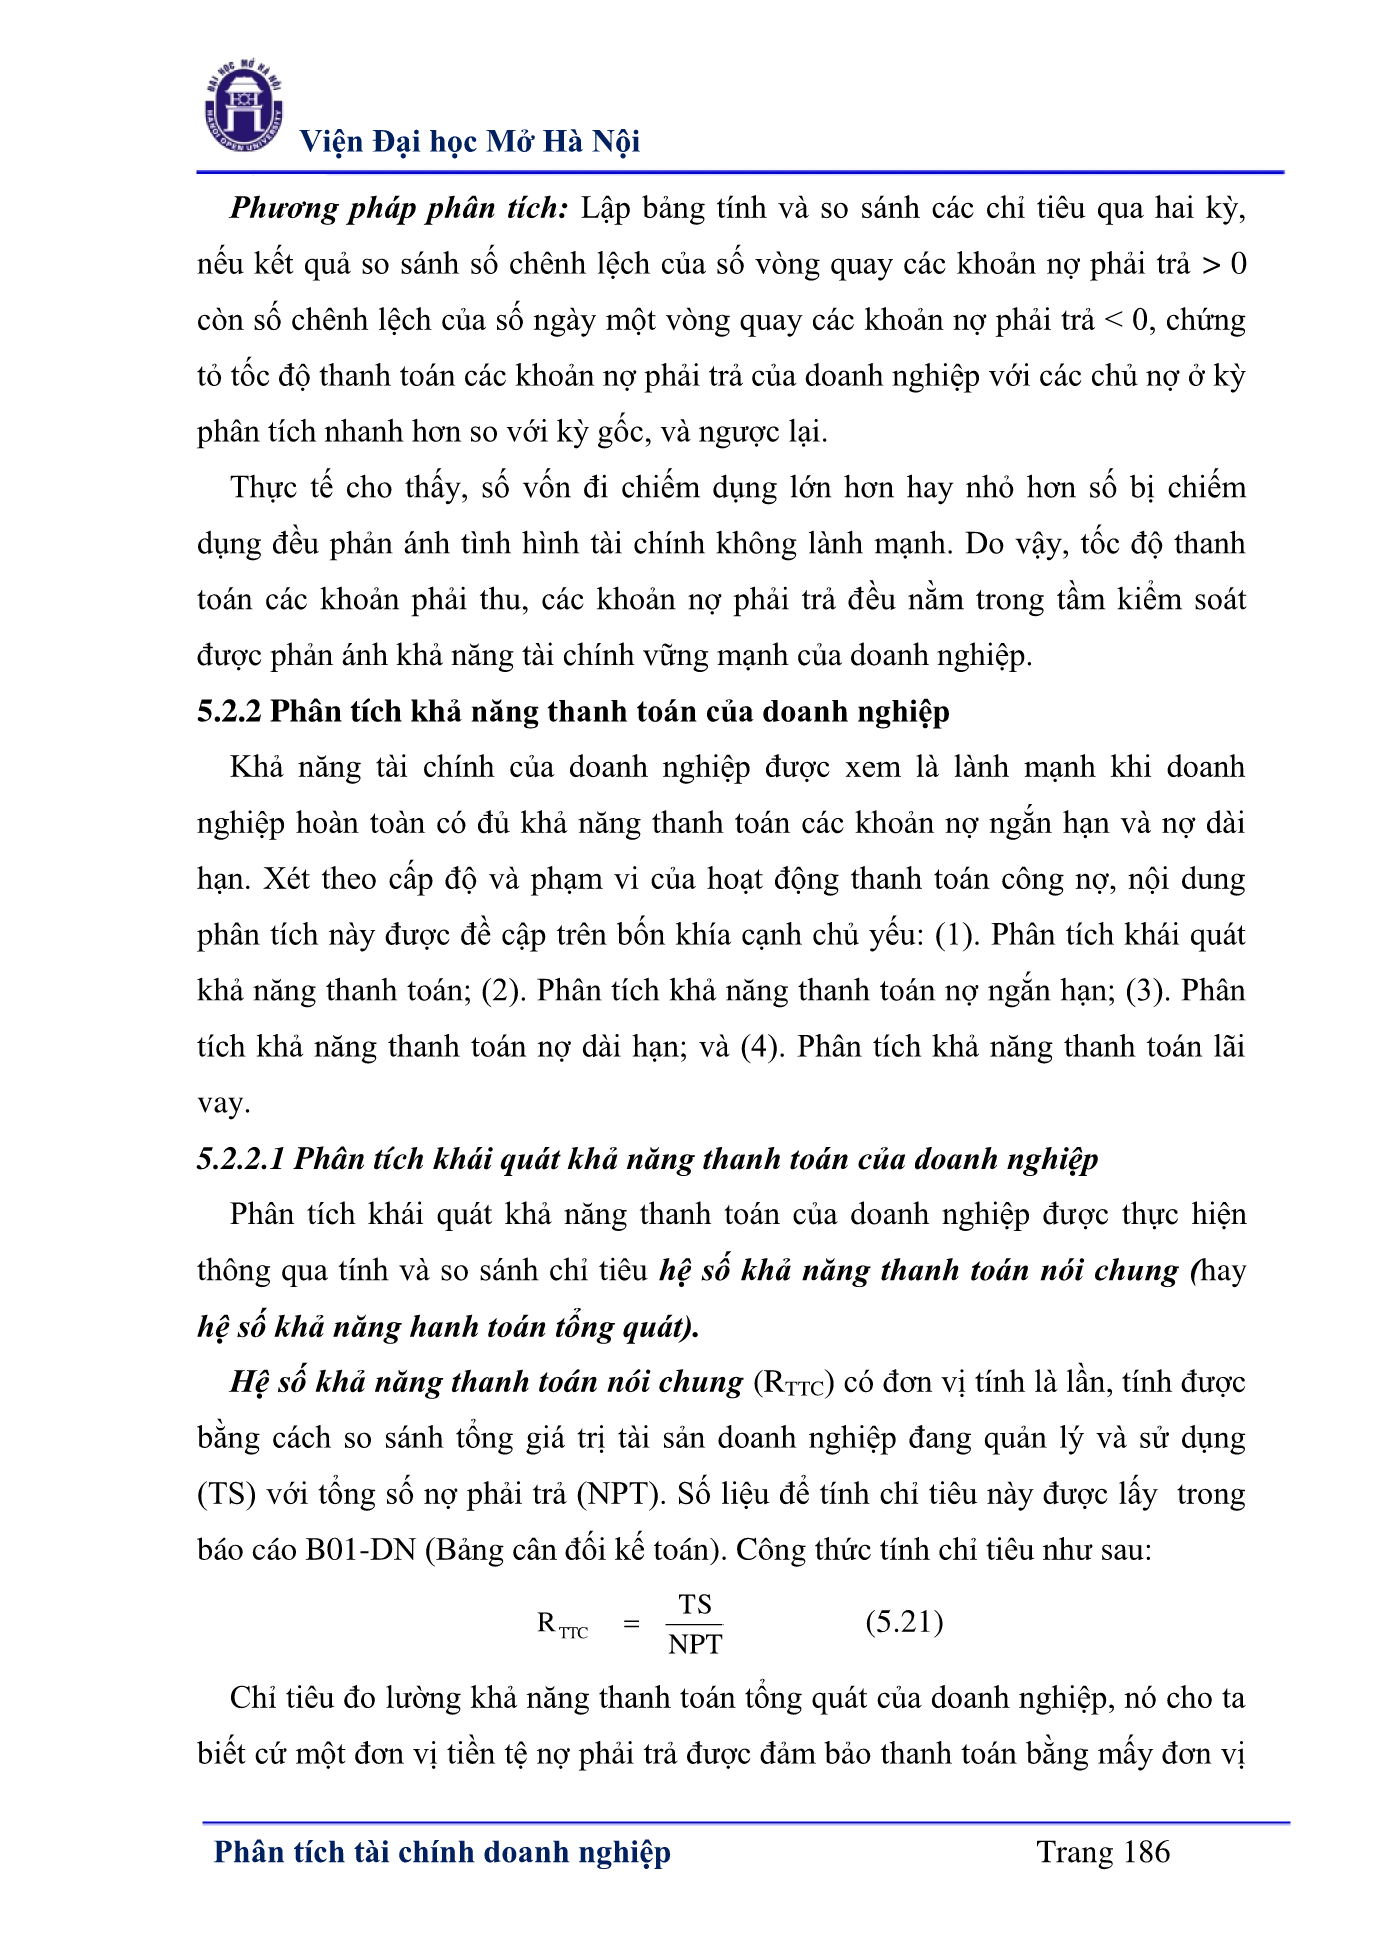 ĐẠI HỌC MỞ HÀ NỘI
HANOI OPEN UNIVERSITY
Viện Đại học Mở Hà Nội
Phương pháp phân tích: Lập bảng tính và so sánh các chỉ tiêu qua hai kỳ,
nếu kết quả so sánh số chênh lệch của số vòng quay các khoản nợ phải trả > 0
còn số chênh lệch của số ngày một vòng quay các khoản nợ phải trả < 0, chứng
tỏ tốc độ thanh toán các khoản nợ phải trả của doanh nghiệp với các chủ nợ ở kỳ
phân tích nhanh hơn so với kỳ gốc, và ngược lại.
Thực tế cho thấy, số vốn đi chiếm dụng lớn hơn hay nhỏ hơn số bị chiếm
dụng đều phản ánh tình hình tài chính không lành mạnh. Do vậy, tốc độ thanh
toán các khoản phải thu, các khoản nợ phải trả đều nằm trong tầm kiểm soát
được phản ánh khả năng tài chính vững mạnh của doanh nghiệp.
5.2.2 Phân tích khả năng thanh toán của doanh nghiệp
Khả năng tài chính của doanh nghiệp được xem là lành mạnh khi doanh
nghiệp hoàn toàn có đủ khả năng thanh toán các khoản nợ ngắn hạn và nợ dài
hạn. Xét theo cấp độ và phạm vi của hoạt động thanh toán công nợ, nội dung
phân tích này được đề cập trên bốn khía cạnh chủ yếu: (1). Phân tích khái quát
khả năng thanh toán; (2). Phân tích khả năng thanh toán nợ ngắn hạn; (3). Phân
tích khả năng thanh toán nợ dài hạn; và (4). Phân tích khả năng thanh toán lãi
vay.
5.2.2.1 Phân tích khái quát khả năng thanh toán của doanh nghiệp
Phân tích khái quát khả năng thanh toán của doanh nghiệp được thực hiện
thông qua tính và so sánh chỉ tiêu hệ số khả năng thanh toán nói chung (hay
hệ số khả năng hanh toán tổng quát).
Hệ số khả năng thanh toán nói chung (RTTC) có đơn vị tính là lần, tính được
bằng cách so sánh tổng giá trị tài sản doanh nghiệp đang quản lý và sử dụng
(TS) với tổng số nợ phải trả (NPT). Số liệu để tính chỉ tiêu này được lấy  trong
báo cáo B01-DN (Bảng cân đối kế toán). Công thức tính chỉ tiêu như sau:
TS
RTTC = (5.21)
NPT
Chỉ tiêu đo lường khả năng thanh toán tổng quát của doanh nghiệp, nó cho ta
biết cứ một đơn vị tiền tệ nợ phải trả được đảm bảo thanh toán bằng mấy đơn vị
Phân tích tài chính doanh nghiệp Trang 186